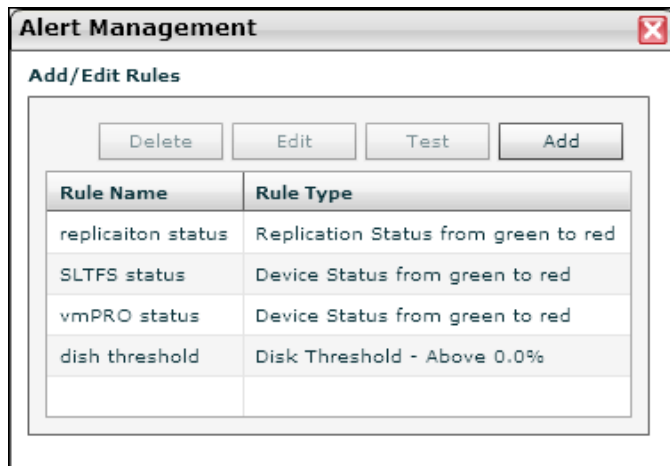 Alert Management
Add/Edit Rules
Delete Edit Test Add
Rule Name Rule Type
replicaiton status Replication Status from green to red
SLTFS status Device Status from green to red
vmPRO status Device Status from green to red
dish threshold Disk Threshold - Above 0.0%